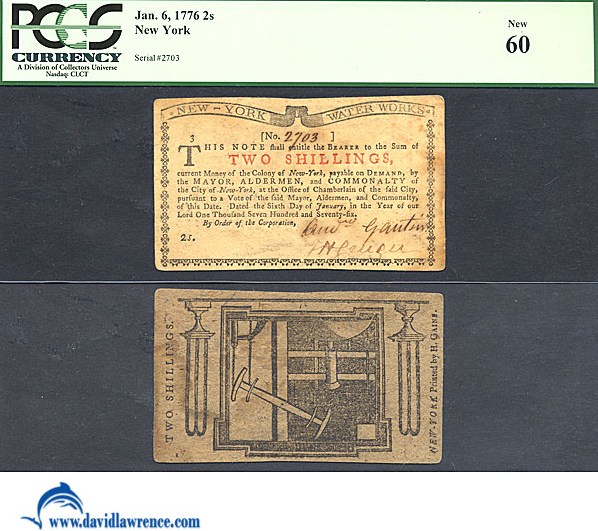 PCGS
CURRENCY
A Division of Collectors Universe
Nasdaq: CLCT
Jan. 6, 1776 2s
New York
Serial#2703
New
60
NEW-YORK WATER WORKS
3
[No. 2703 ]
THIS NOTE shall entitle the BEARER to the Sum of
TWO SHILLINGS,
current Money of the Colony of New-York, payable on DEMAND, by
the MAYOR, ALDERMEN, and COMMONALTY of
the City of New-York, at the Office of Chamberlain of the said City,
pursuant to a Vote of the said Mayor, Aldermen, and Commonalty,
of this Date. Dated the Sixth Day of January, in the Year of our
Lord One Thousand Seven Hundred and Seventy-six.
By Order of the Corporation,
2s.
TWO SHILLINGS.
NEW-YORK Printed by H. GAINE.
www.davidlawrence.com